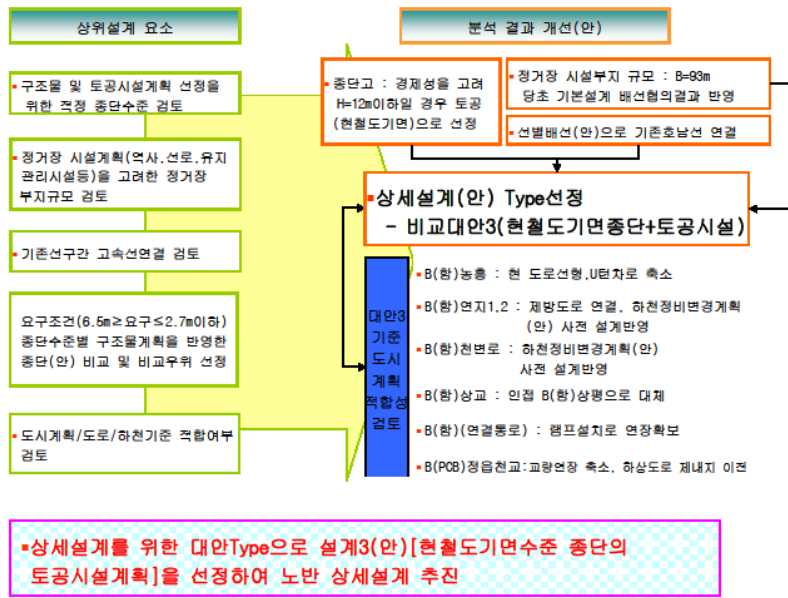 상위설계 요소
▪구조물 및 토공시설계획 선정을
위한 적정 종단수준 검토
▪정거장 시설계획(역사,선로,유지
관리시설등)을 고려한 정거장
부지규모 검토
▪기존선구간 고속선연결 검토
요구조건(6.5m≥요구≤2.7m이하)
종단수준별 구조물계획을 반영한
종단(안) 비교 및 비교우위 선정
▪도시계획/도로/하천기준 적합여부
검토
분석 결과 개선(안)
▪종단고 : 경제성을 고려
H=12m이하일 경우 토공
(현철도기면)으로 선정
▪정거장 시설부지 규모 : B=93m
당초 기본설계 배선협의결과 반영
▪선별배선(안)으로 기존호남선 연결
▪상세설계(안) Type선정
- 비교대안3(현철도기면종단+토공시설)
대안3
기준
도시
계획
적합성
검토
▪B(함)농흥 : 현 도로선형,U턴차로 축소
▪B(함)연지1,2 : 제방도로 연결, 하천정비변경계획
(안) 사전 설계반영
▪B(함)천변로 : 하천정비변경계획(안)
사전 설계반영
▪B(함)상교 : 인접 B(함)상평으로 대체
▪B(함)(연결통로) : 램프설치로 연장확보
▪B(PCB)정읍천교:교량연장 축소, 하상도로 제내지 이전
▪상세설계를 위한 대안Type으로 설계3(안)[현철도기면수준 종단의
토공시설계획]을 선정하여 노반 상세설계 추진